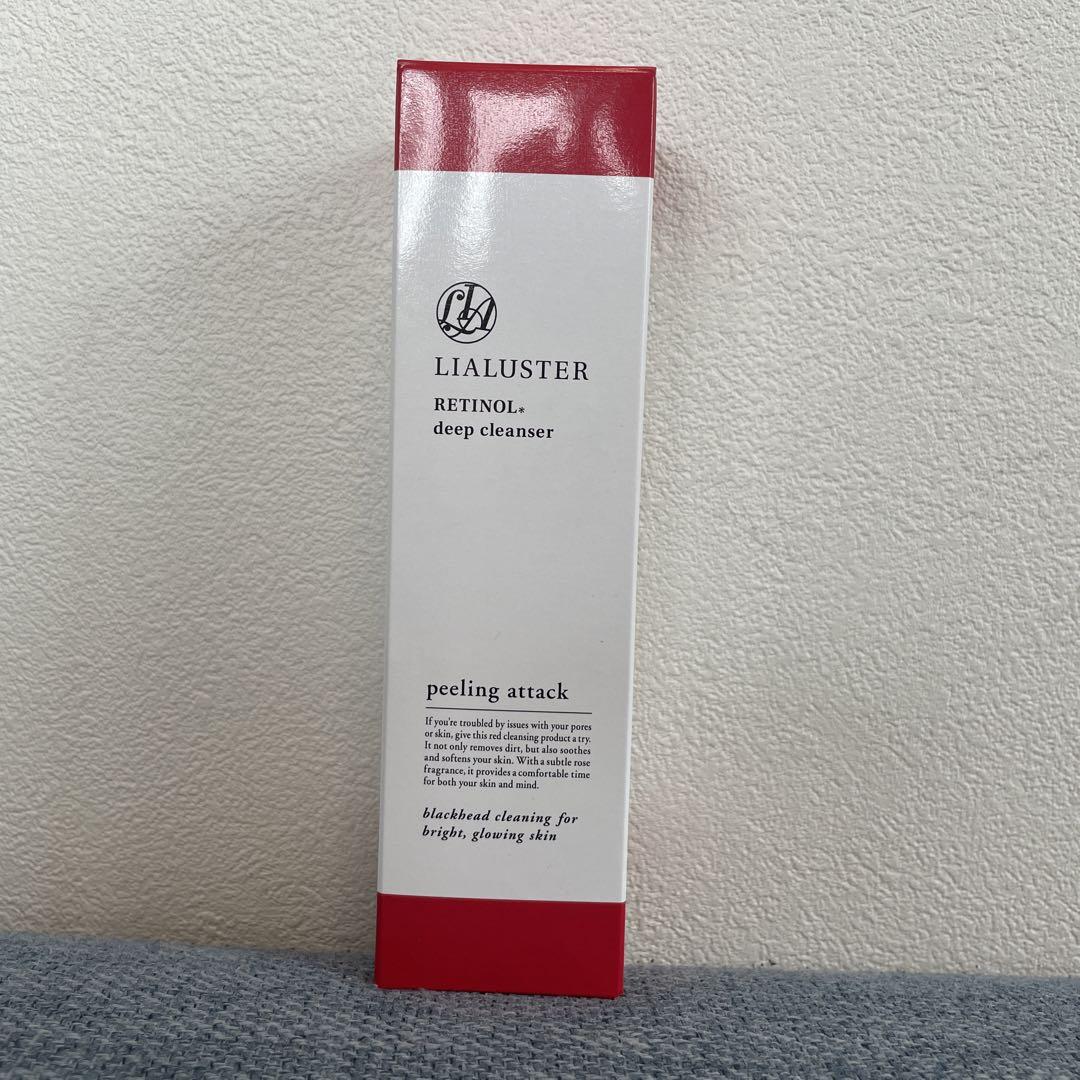 LIA
LIALUSTER
RETINOL*
deep cleanser
peeling attack
If you're troubled by issues with your pores
or skin, give this red cleansing product a try.
It not only removes dirt, but also soothes
and softens your skin. With a subtle rose
fragrance, it provides a comfortable time
for both your skin and mind.
blackhead cleaning for
bright, glowing skin